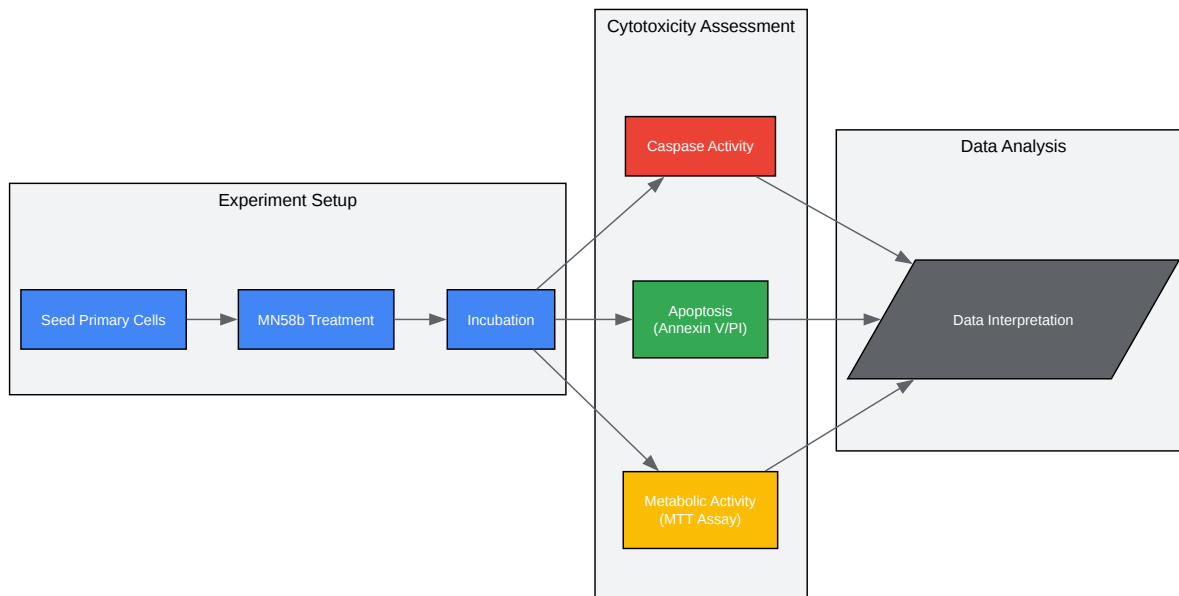 Experiment Setup
Seed Primary Cells
MN58b Treatment
Incubation
Cytotoxicity Assessment
Caspase Activity
Apoptosis
(Annexin V/PI)
Metabolic Activity
(MTT Assay)
Data Analysis
Data Interpretation